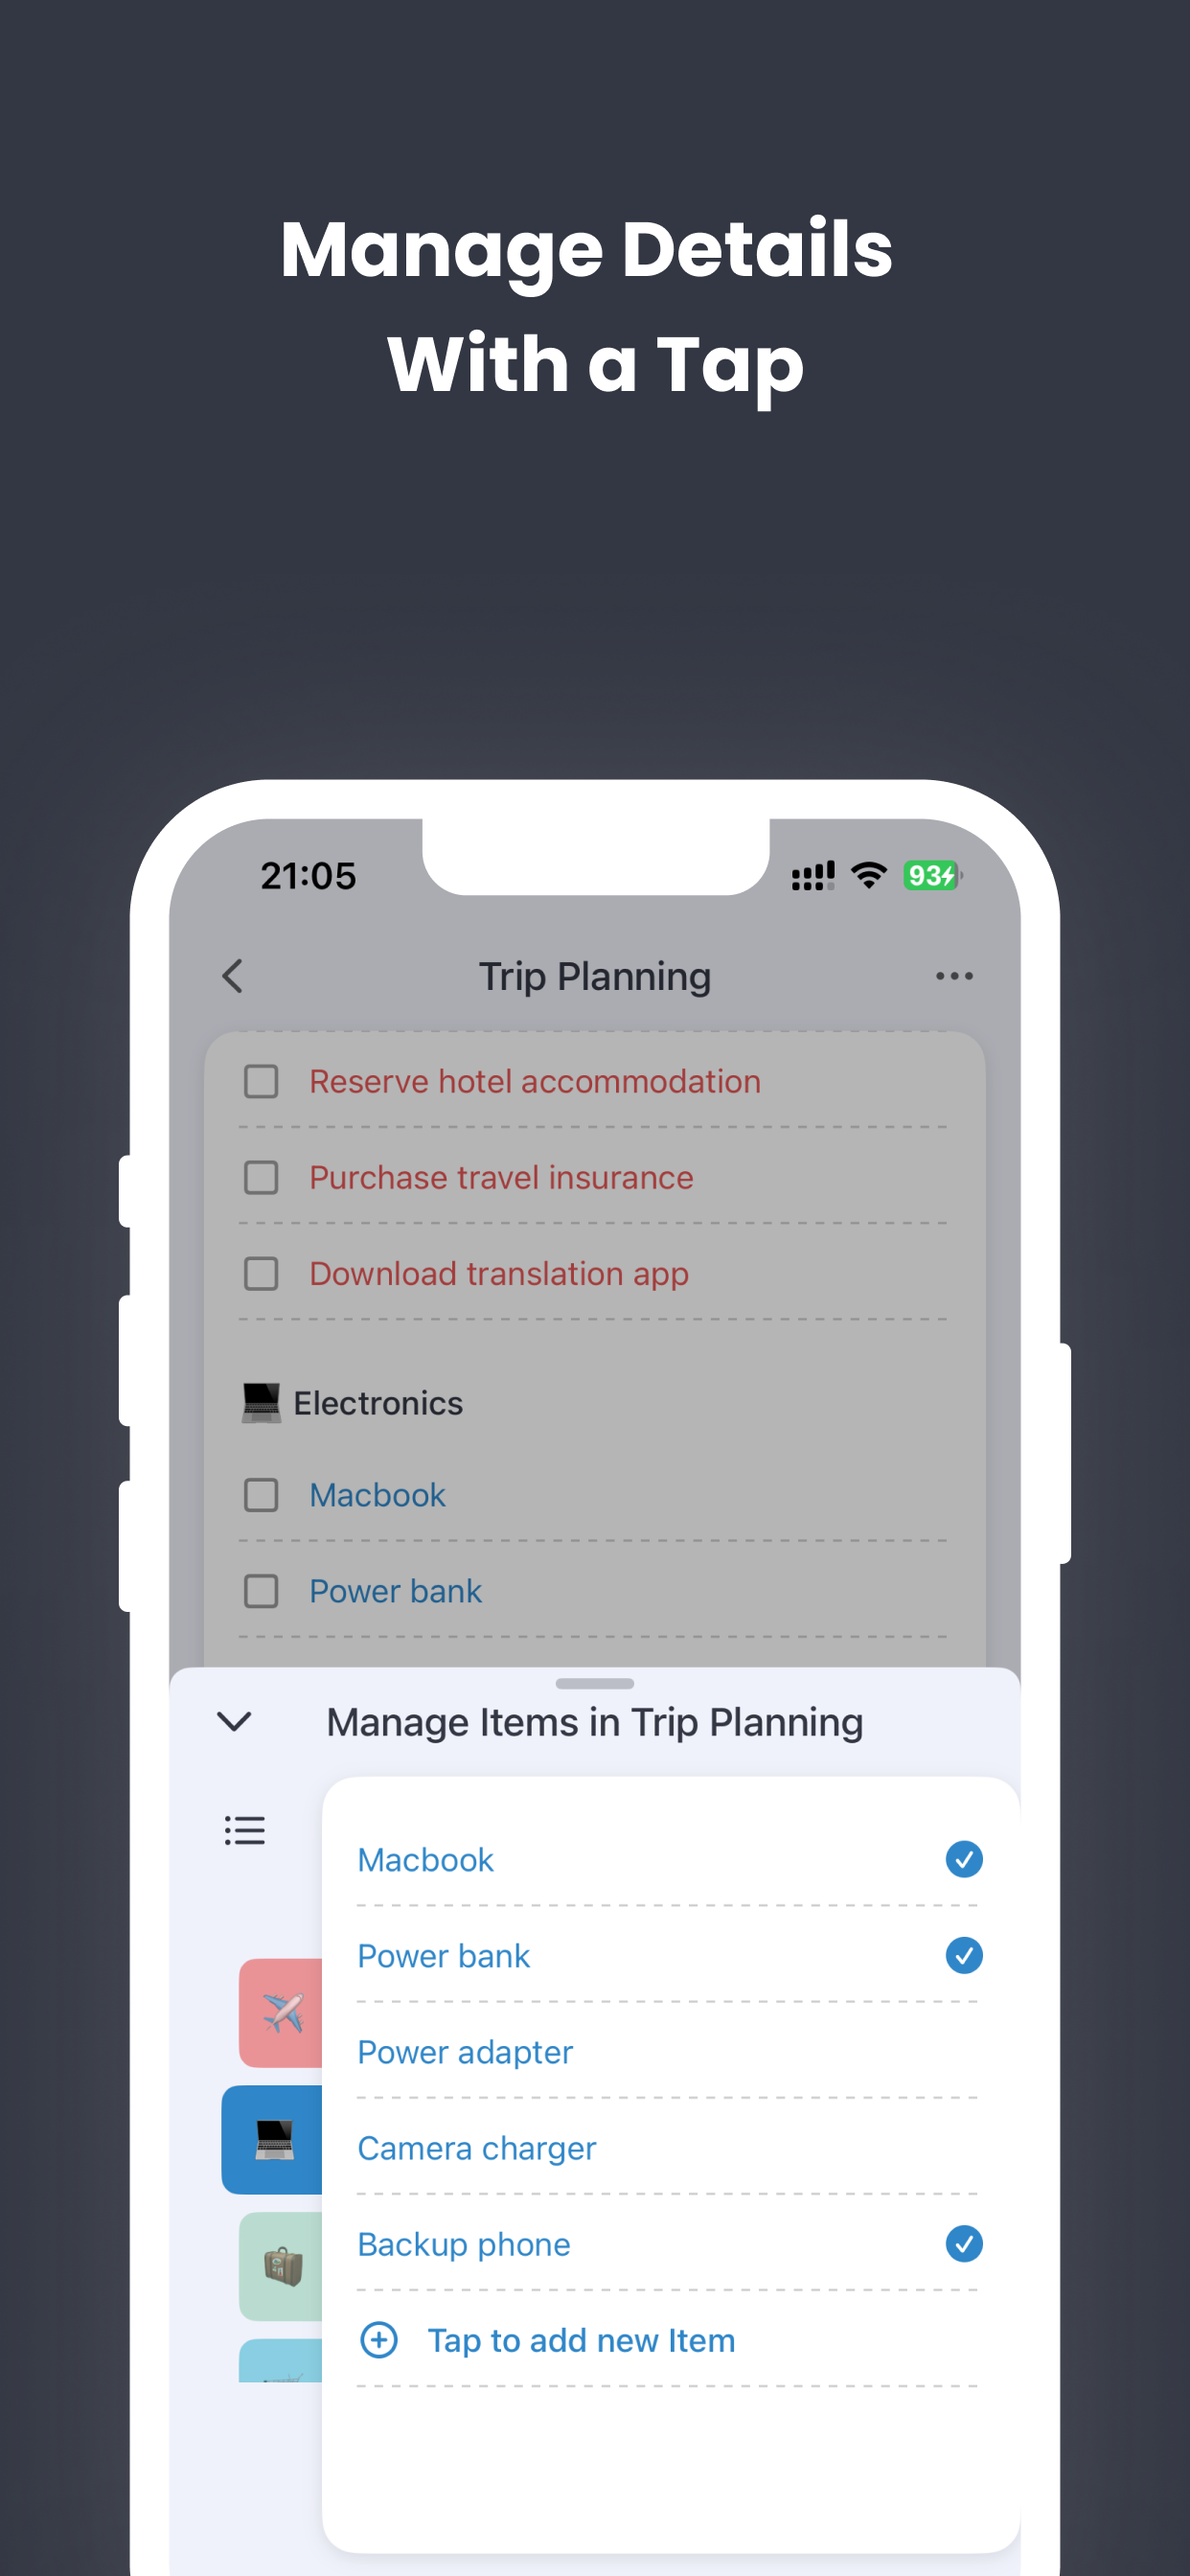 Manage Details
With a Tap
21:05
93
Trip Planning
Reserve hotel accommodation
Purchase travel insurance
Download translation app
Electronics
Macbook
Power bank
Manage Items in Trip Planning
Macbook
Power bank
Power adapter
Camera charger
Backup phone
Tap to add new Item